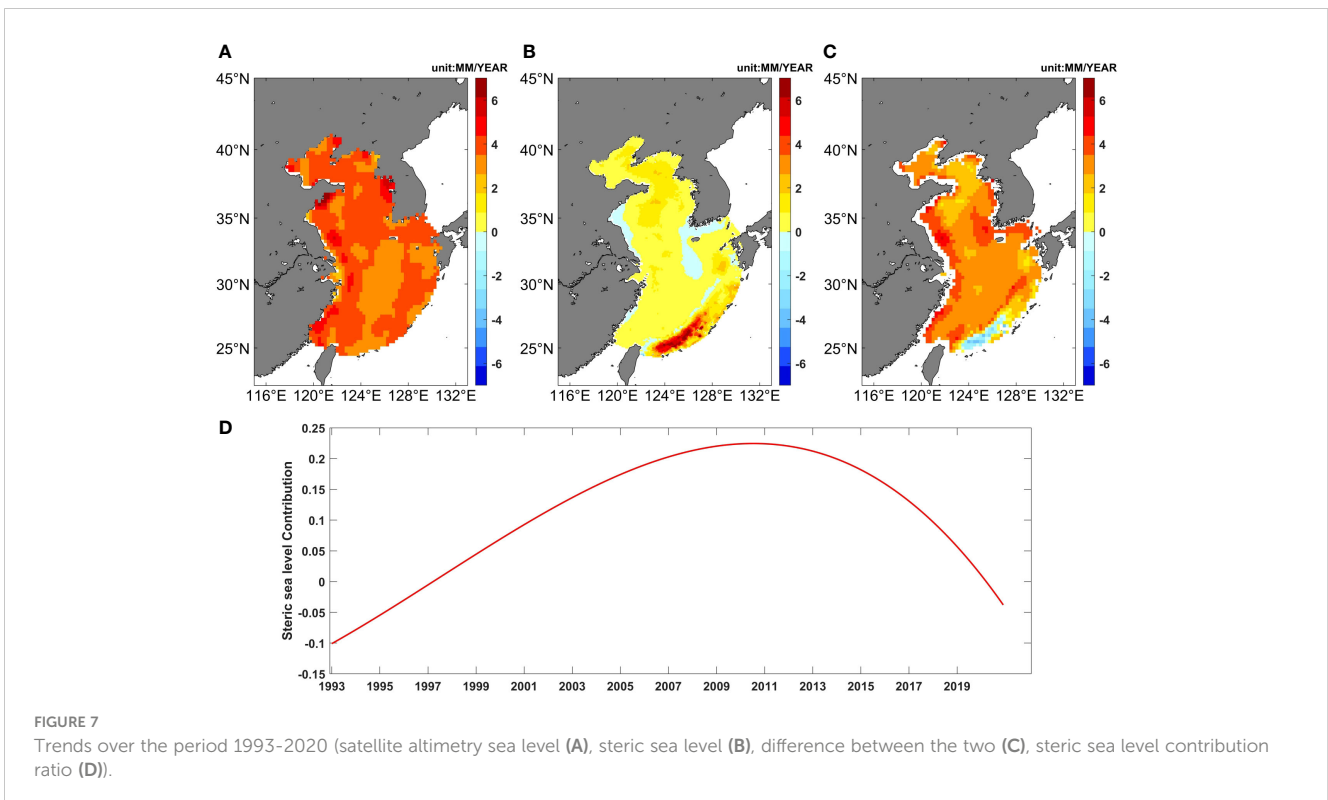 A
B
C
unit:MM/YEAR
unit:MM/YEAR
unit:MM/YEAR
45°N
40°N
35°N
30°N
25°N
116°E 120°E 124°E 128°E 132°E
6
4
2
0
-2
-4
-6
45°N
40°N
35°N
30°N
25°N
116°E 120°E 124°E 128°E 132°E
6
4
2
0
-2
-4
-6
45°N
40°N
35°N
30°N
25°N
116°E 120°E 124°E 128°E 132°E
6
4
2
0
-2
-4
-6
D
Steric sea level Contribution
0.25
0.2
0.15
0.1
0.05
0
-0.05
-0.1
-0.15
1993 1995 1997 1999 2001 2003 2005 2007 2009 2011 2013 2015 2017 2019
FIGURE 7
Trends over the period 1993-2020 (satellite altimetry sea level (A), steric sea level (B), difference between the two (C), steric sea level contribution
ratio (D)).